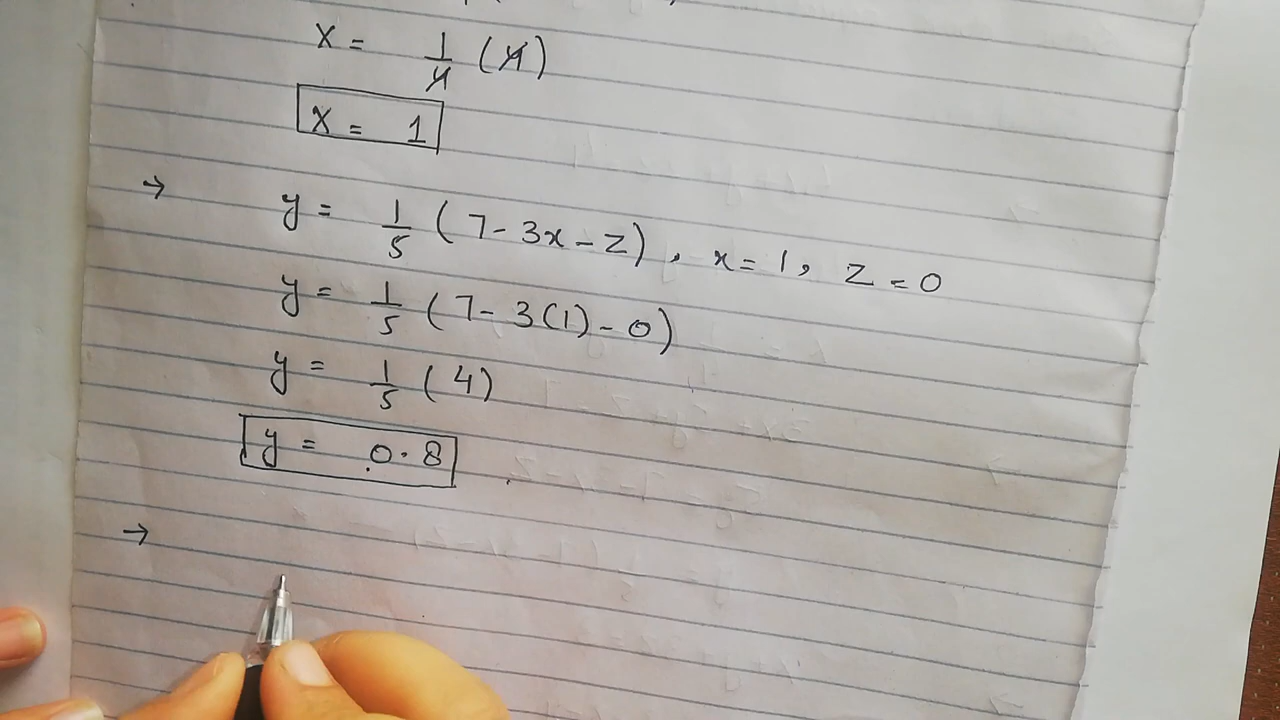 x = 1/4 (4)
x = 1
→ y = 1/5 (7 - 3x - z), x = 1, z = 0
y = 1/5 (7 - 3(1) - 0)
y = 1/5 (4)
y = 0.8
→